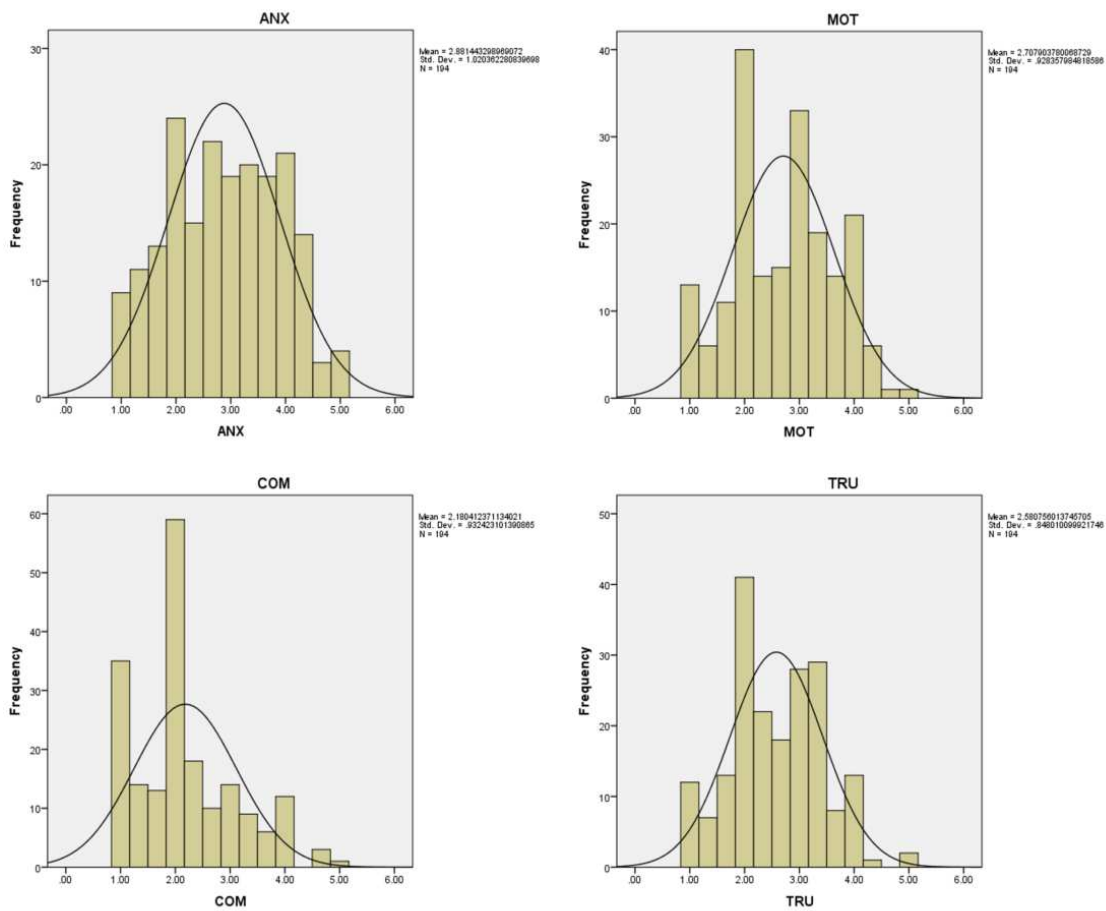 ANX
Mean = 2.881443298969072
Std. Dev. = 1.020362280839698
N = 194
30
20
10
0
Frequency
.00 1.00 2.00 3.00 4.00 5.00 6.00
ANX
MOT
Mean = 2.707903780068729
Std. Dev. = .928357984818586
N = 194
40
30
20
10
0
Frequency
.00 1.00 2.00 3.00 4.00 5.00 6.00
MOT
COM
Mean = 2.180412371134021
Std. Dev. = .932423101390865
N = 194
60
50
40
30
20
10
0
Frequency
.00 1.00 2.00 3.00 4.00 5.00 6.00
COM
TRU
Mean = 2.580756013745705
Std. Dev. = .848010099921746
N = 194
50
40
30
20
10
0
Frequency
.00 1.00 2.00 3.00 4.00 5.00 6.00
TRU